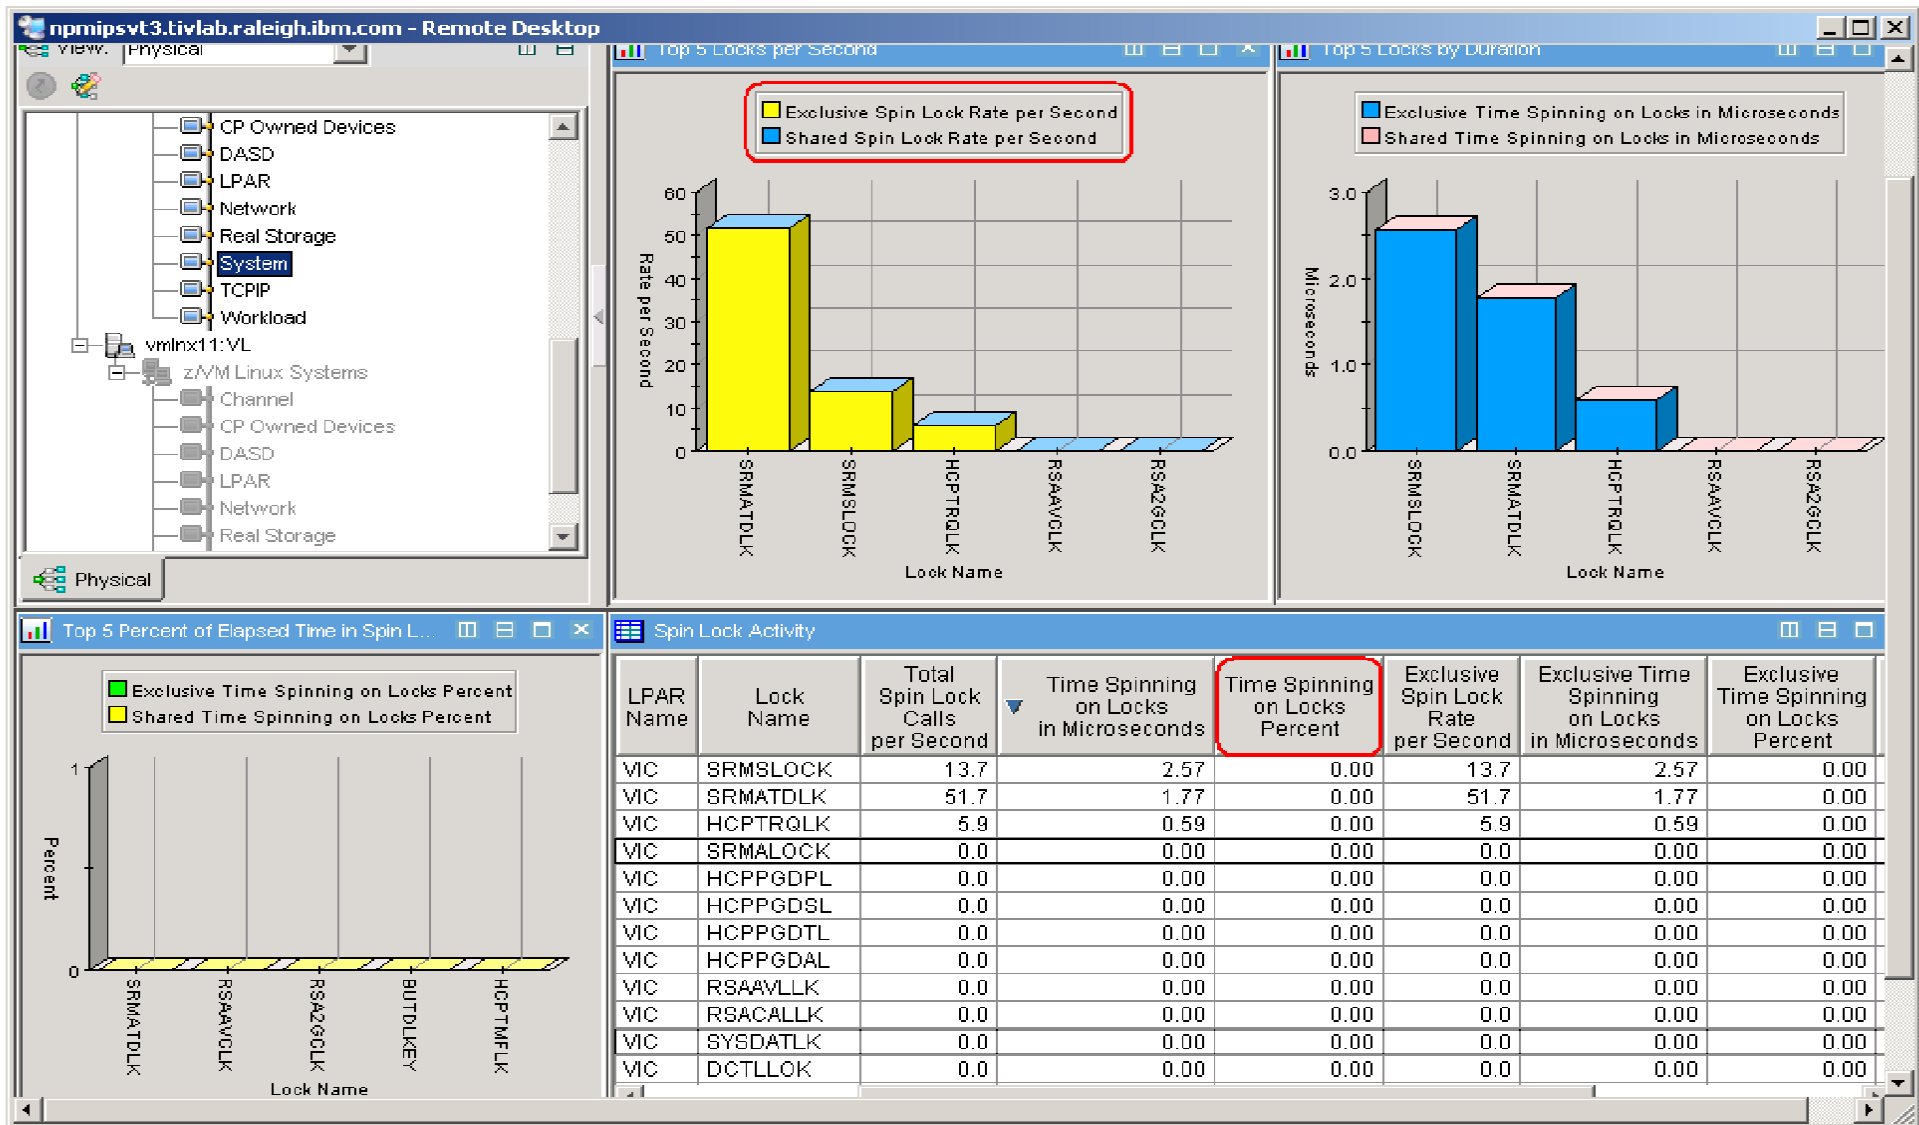 npmipsvt3.tivlab.raleigh.ibm.com - Remote Desktop
View: Physical
CP Owned Devices
DASD
LPAR
Network
Real Storage
System
TCPIP
Workload
vmlnx11:VL
z/VM Linux Systems
Channel
CP Owned Devices
DASD
LPAR
Network
Real Storage
Physical
Top 5 Locks per Second
Exclusive Spin Lock Rate per Second
Shared Spin Lock Rate per Second
60
50
40
30
20
10
0
Rate per Second
SRMATDLK
SRMSLOCK
HCPTRQLK
RSAAVCLK
RSA2GCLK
Lock Name
Top 5 Locks by Duration
Exclusive Time Spinning on Locks in Microseconds
Shared Time Spinning on Locks in Microseconds
3.0
2.0
1.0
0.0
Microseconds
SRMSLOCK
SRMATDLK
HCPTRQLK
RSAAVCLK
RSA2GCLK
Lock Name
Top 5 Percent of Elapsed Time in Spin L...
Exclusive Time Spinning on Locks Percent
Shared Time Spinning on Locks Percent
1
0
Percent
SRMATDLK
RSAAVCLK
RSA2GCLK
BUTDLKEY
HCPTMFLK
Lock Name
Spin Lock Activity
LPAR Name | Lock Name | Total Spin Lock Calls per Second | Time Spinning on Locks in Microseconds | Time Spinning on Locks Percent | Exclusive Spin Lock Rate per Second | Exclusive Time Spinning on Locks in Microseconds | Exclusive Time Spinning on Locks Percent
VIC SRMSLOCK 13.7 2.57 0.00 13.7 2.57 0.00
VIC SRMATDLK 51.7 1.77 0.00 51.7 1.77 0.00
VIC HCPTRQLK 5.9 0.59 0.00 5.9 0.59 0.00
VIC SRMALOCK 0.0 0.00 0.00 0.0 0.00 0.00
VIC HCPPGDPL 0.0 0.00 0.00 0.0 0.00 0.00
VIC HCPPGDSL 0.0 0.00 0.00 0.0 0.00 0.00
VIC HCPPGDTL 0.0 0.00 0.00 0.0 0.00 0.00
VIC HCPPGDAL 0.0 0.00 0.00 0.0 0.00 0.00
VIC RSAAVLLK 0.0 0.00 0.00 0.0 0.00 0.00
VIC RSACALLK 0.0 0.00 0.00 0.0 0.00 0.00
VIC SYSDATLK 0.0 0.00 0.00 0.0 0.00 0.00
VIC DCTLLOK 0.0 0.00 0.00 0.0 0.00 0.00